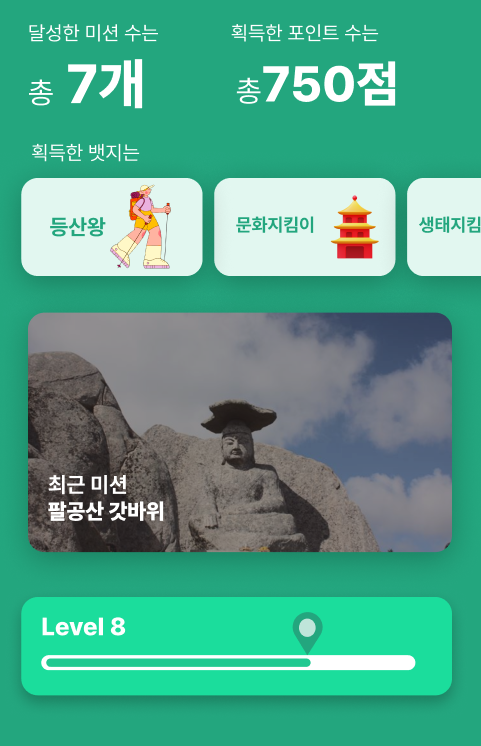 달성한 미션 수는
획득한 포인트 수는
총 7개
총750점
획득한 뱃지는
등산왕
문화지킴이
생태지킴
최근 미션
팔공산 갓바위
Level 8